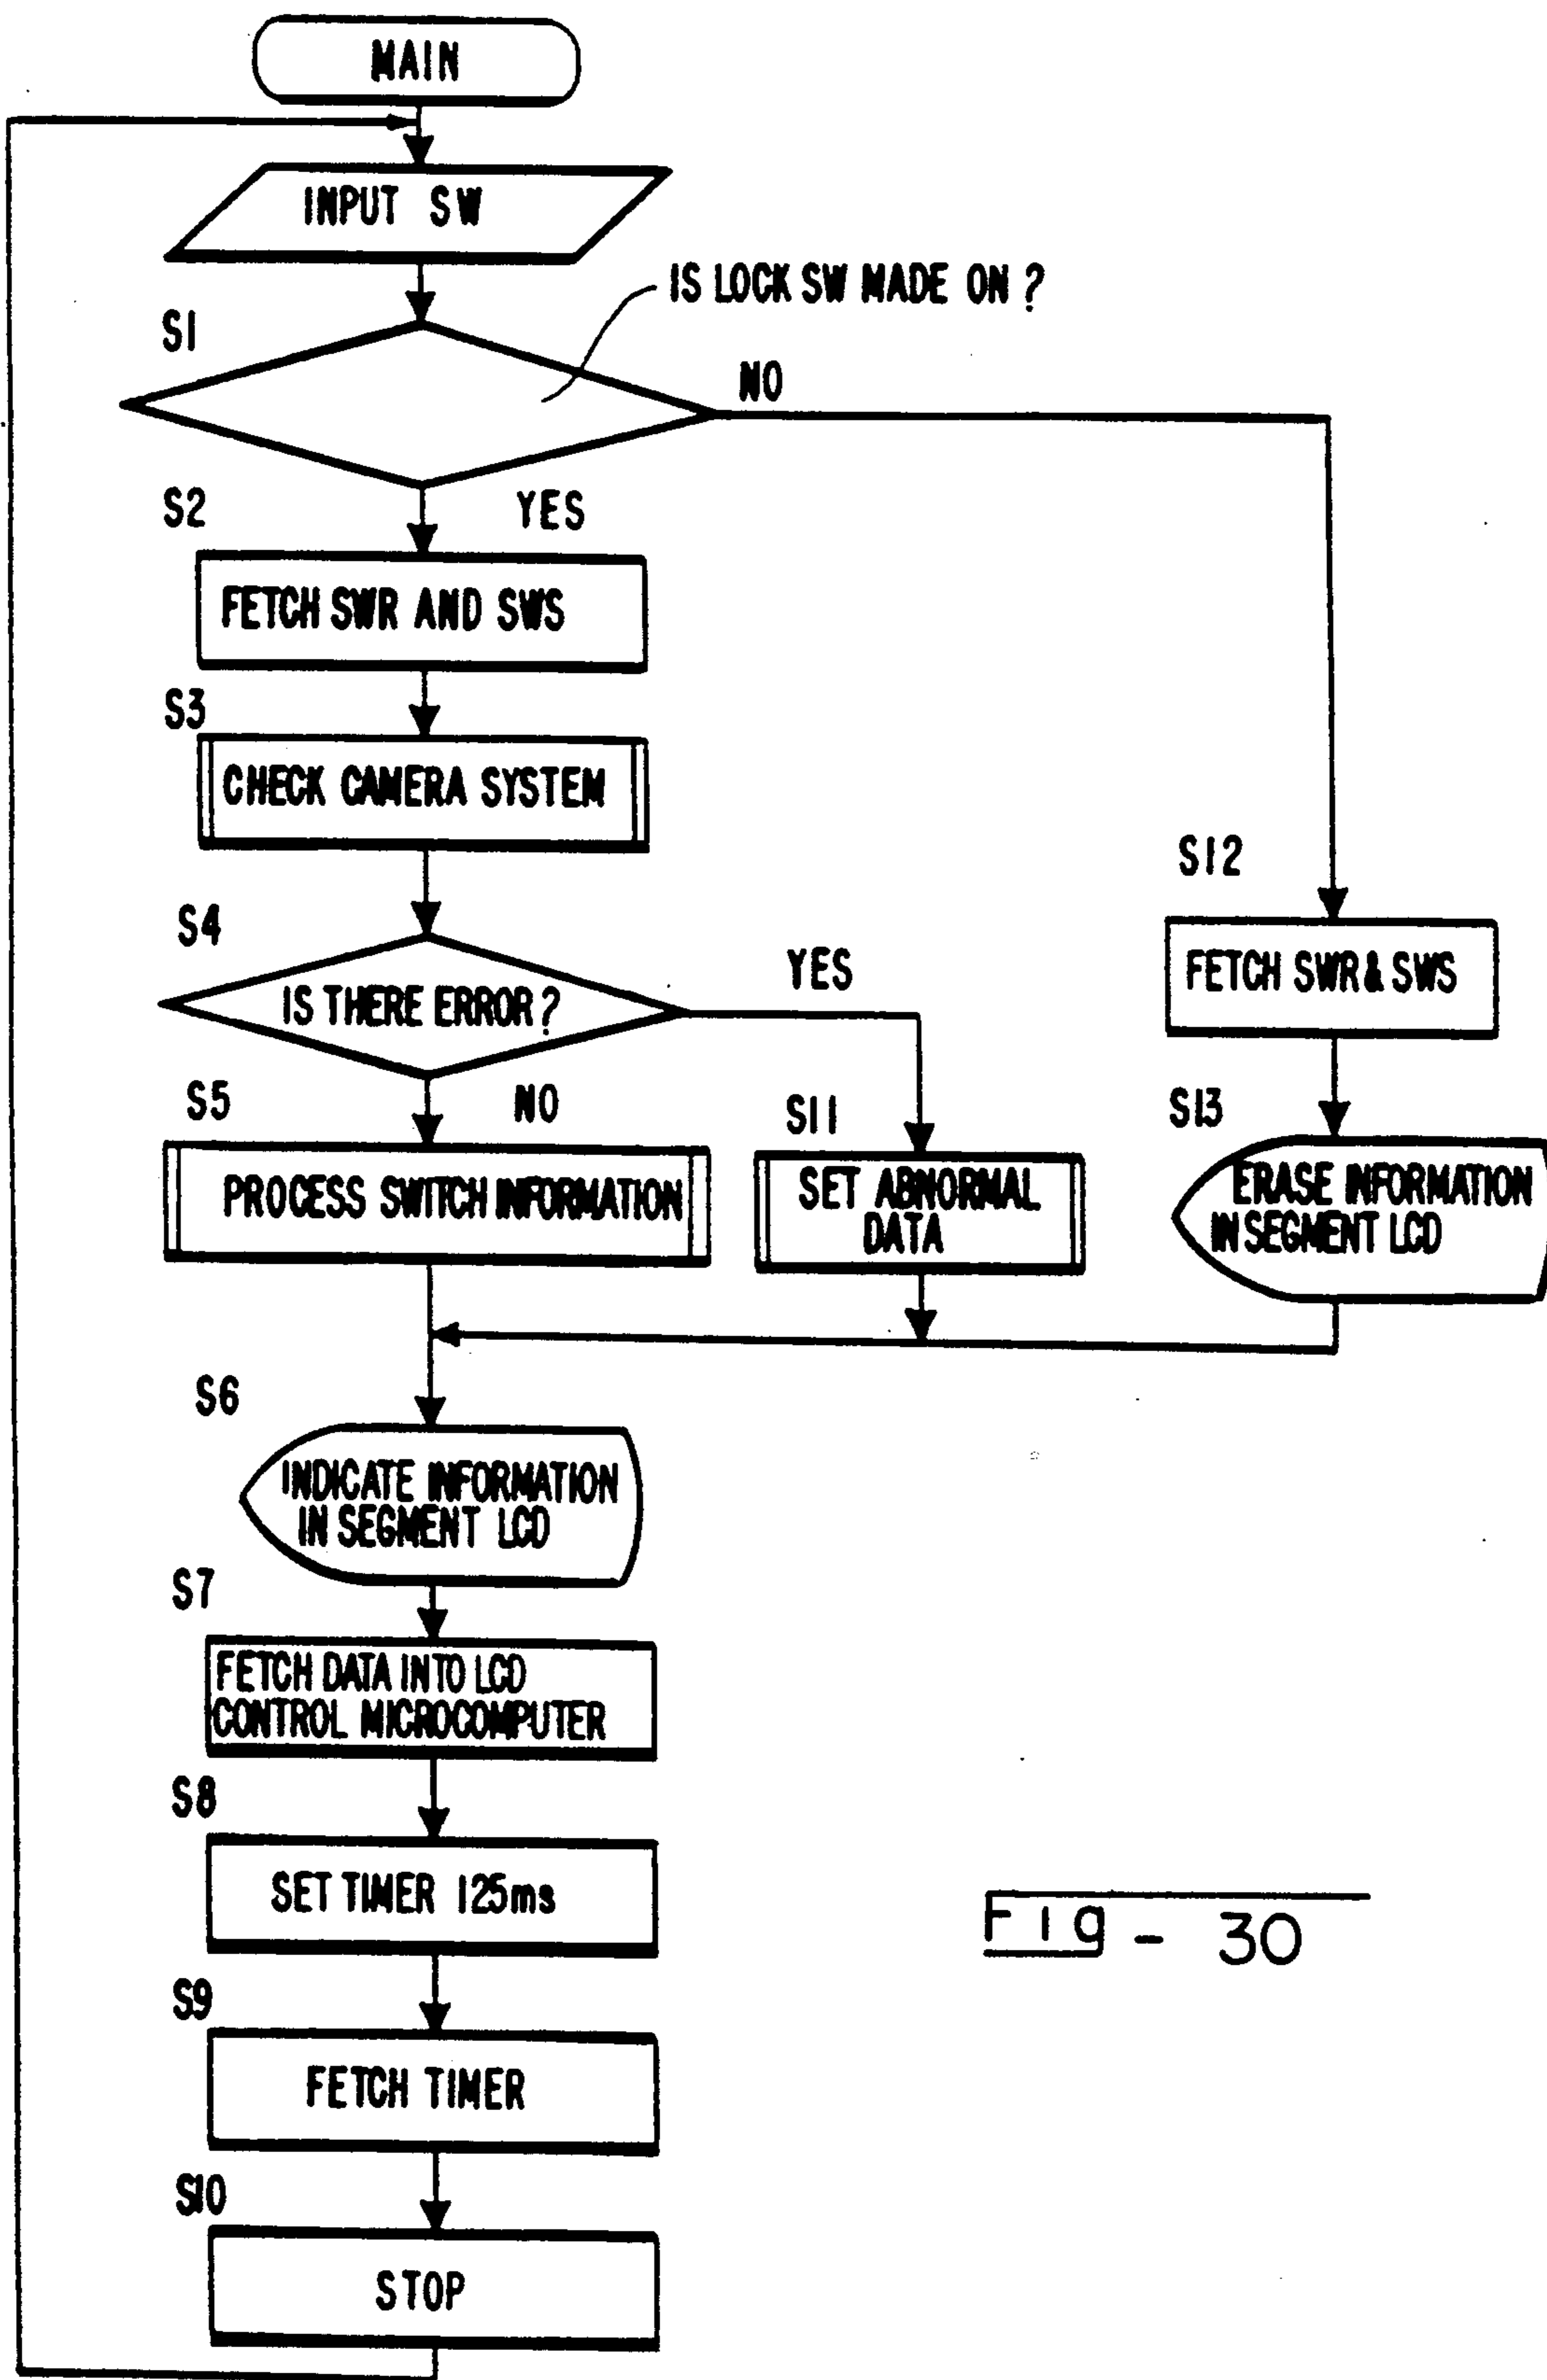 MAIN
INPUT SW
IS LOCK SW MADE ON ?
S1
NO
S2
YES
FETCH SWR AND SWS
S3
CHECK CAMERA SYSTEM
S4
IS THERE ERROR ?
YES
S12
FETCH SWR & SWS
S5
NO
PROCESS SWITCH INFORMATION
S11
SET ABNORMAL
DATA
S13
ERASE INFORMATION
IN SEGMENT LCD
S6
INDICATE INFORMATION
IN SEGMENT LCD
S7
FETCH DATA INTO LCD
CONTROL MICROCOMPUTER
S8
SET TIMER 125ms
S9
FETCH TIMER
S10
STOP
Fig - 30